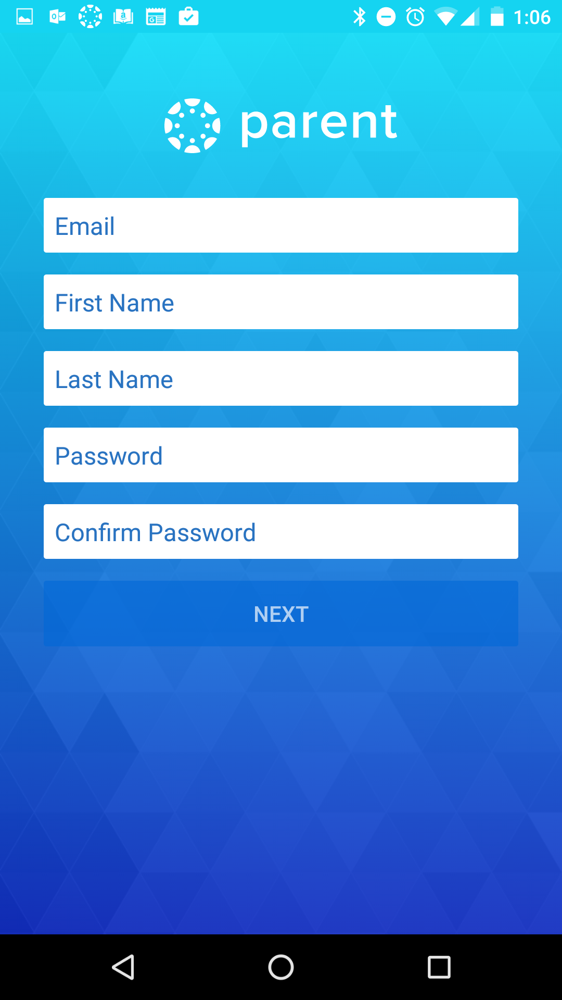 1:06
parent
Email
First Name
Last Name
Password
Confirm Password
NEXT